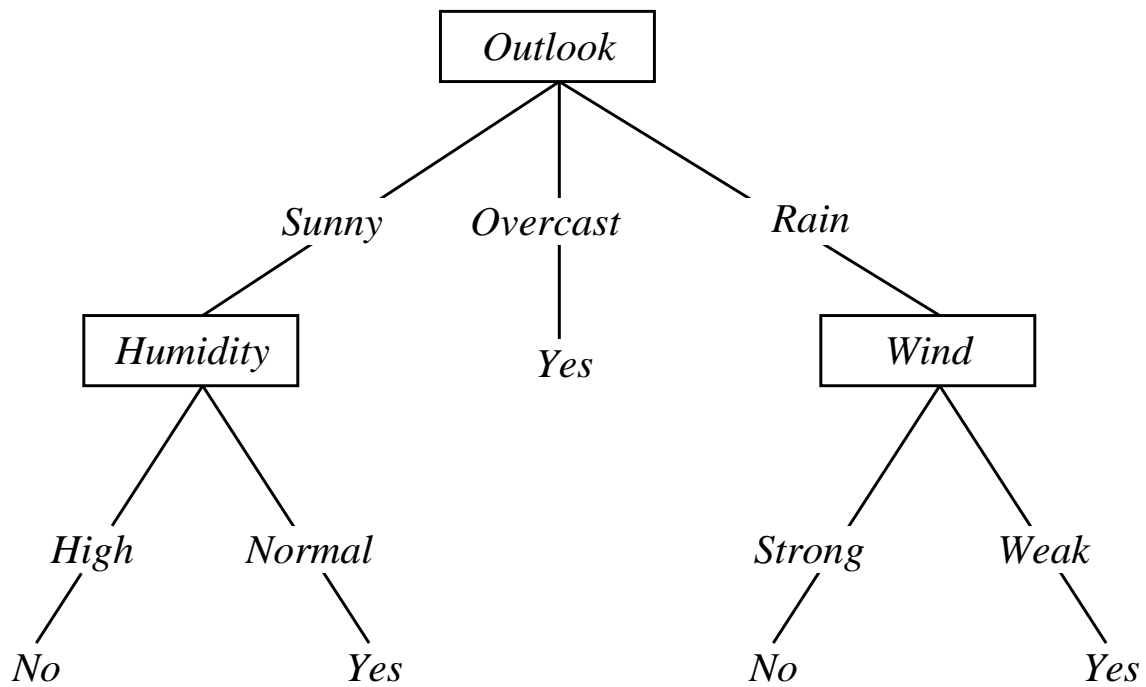 Outlook
Sunny Overcast Rain
Humidity Yes Wind
High Normal Strong Weak
No Yes No Yes